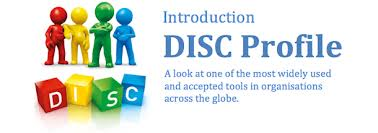 Introduction
DISC Profile
A look at one of the most widely used
and accepted tools in organisations
across the globe.
D I S C